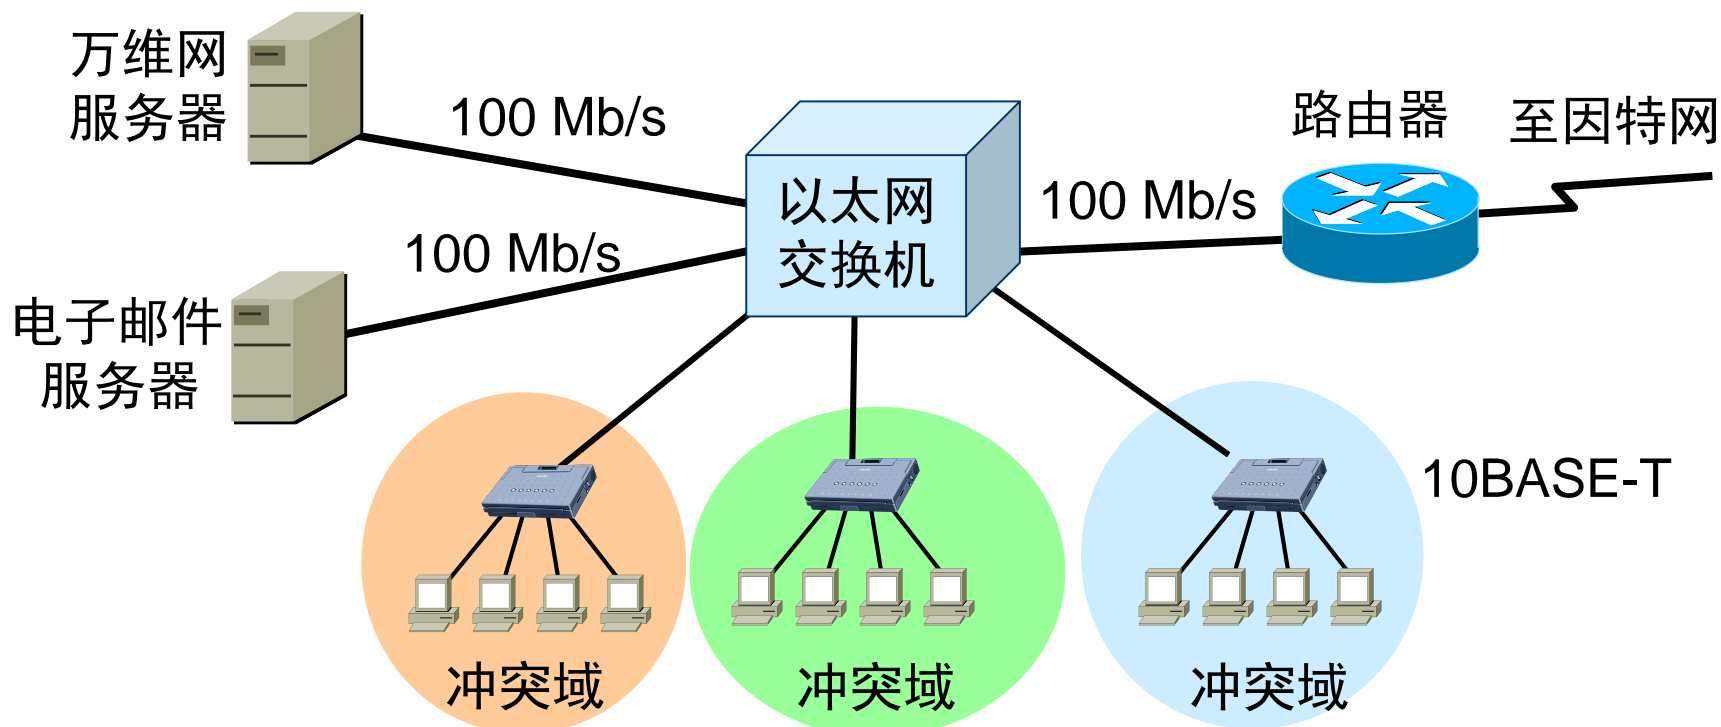 万维网
服务器
100 Mb/s
路由器
至因特网
以太网
交换机
100 Mb/s
100 Mb/s
电子邮件
服务器
10BASE-T
冲突域
冲突域
冲突域